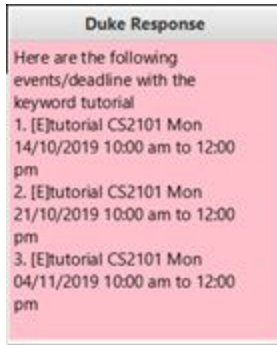 Duke Response
Here are the following
events/deadline with the
keyword tutorial
1. [E]tutorial CS2101 Mon
14/10/2019 10:00 am to 12:00
pm
2. [E]tutorial CS2101 Mon
21/10/2019 10:00 am to 12:00
pm
3. [E]tutorial CS2101 Mon
04/11/2019 10:00 am to 12:00
pm